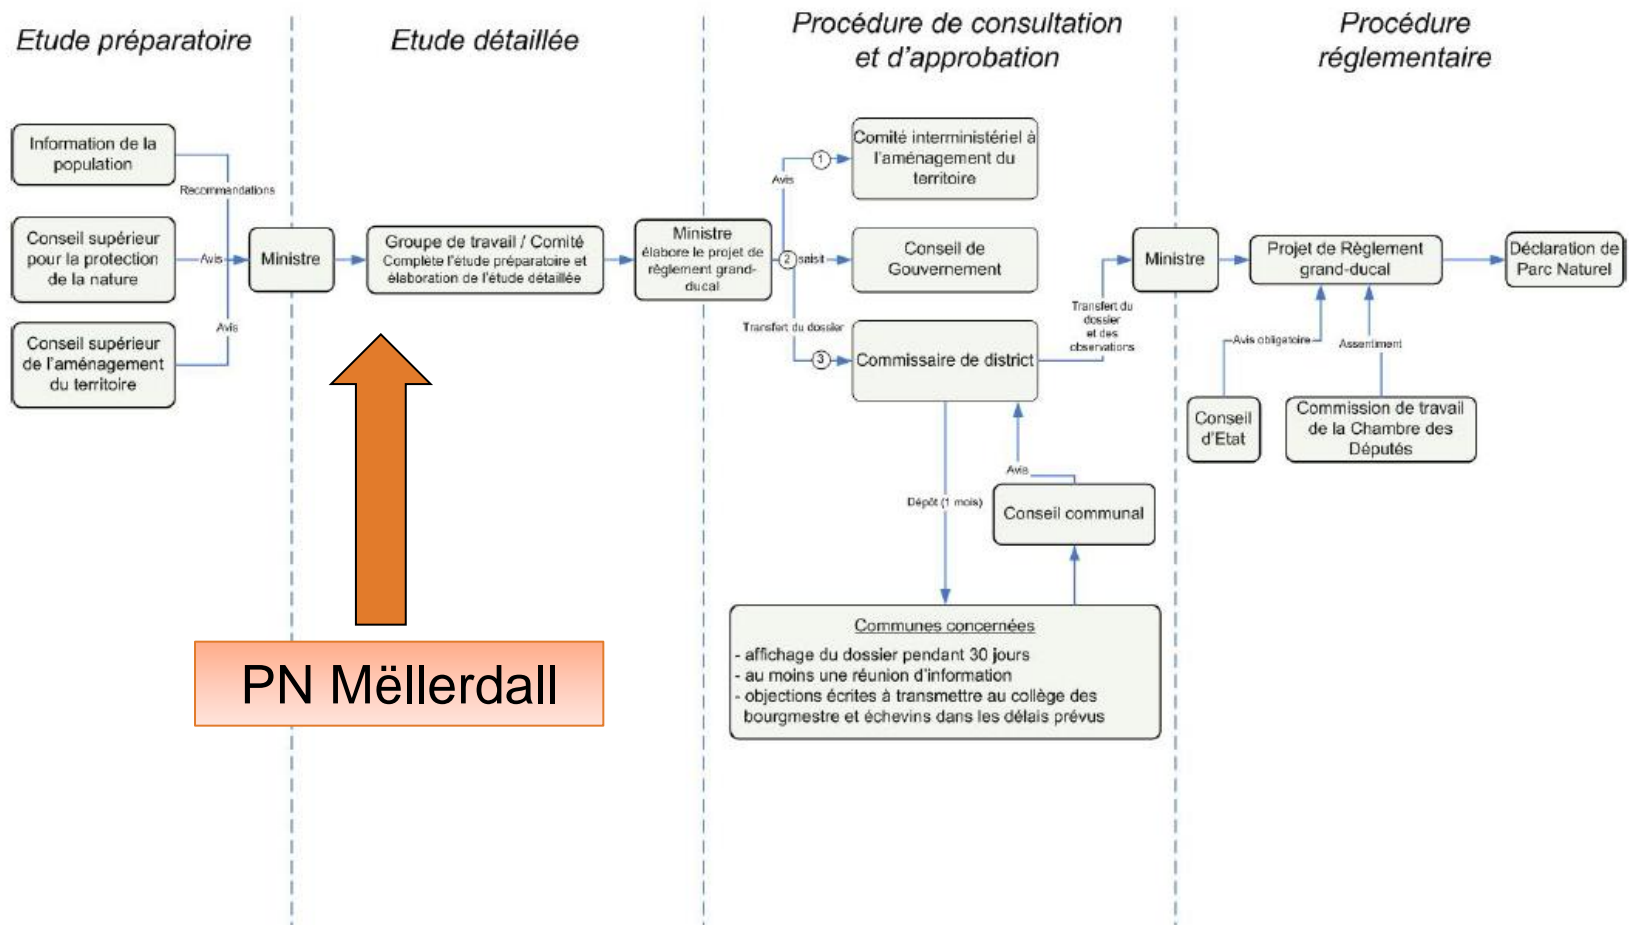 Etude préparatoire
Etude détaillée
Procédure de consultation
et d'approbation
Procédure
réglementaire
Information de la
population
Recommandations
Conseil supérieur
pour la protection
de la nature
Avis
Conseil supérieur
de l'aménagement
du territoire
Avis
Ministre
Groupe de travail / Comité
Complète l'étude préparatoire et
élaboration de l'étude détaillée
Ministre
élabore le projet de
règlement grand-
ducal
Avis
1
Comité interministériel à
l'aménagement du
territoire
2
saisit
Conseil de
Gouvernement
Transfert du dossier
3
Commissaire de district
Transfert du
dossier
et des
observations
Dépôt (1 mois)
Avis
Conseil communal
Communes concernées
- affichage du dossier pendant 30 jours
- au moins une réunion d'information
- objections écrites à transmettre au collège des
bourgmestre et échevins dans les délais prévus
Ministre
Projet de Règlement
grand-ducal
Déclaration de
Parc Naturel
Avis obligatoire
Assentiment
Conseil
d'Etat
Commission de travail
de la Chambre des
Députés
PN Mëllerdall